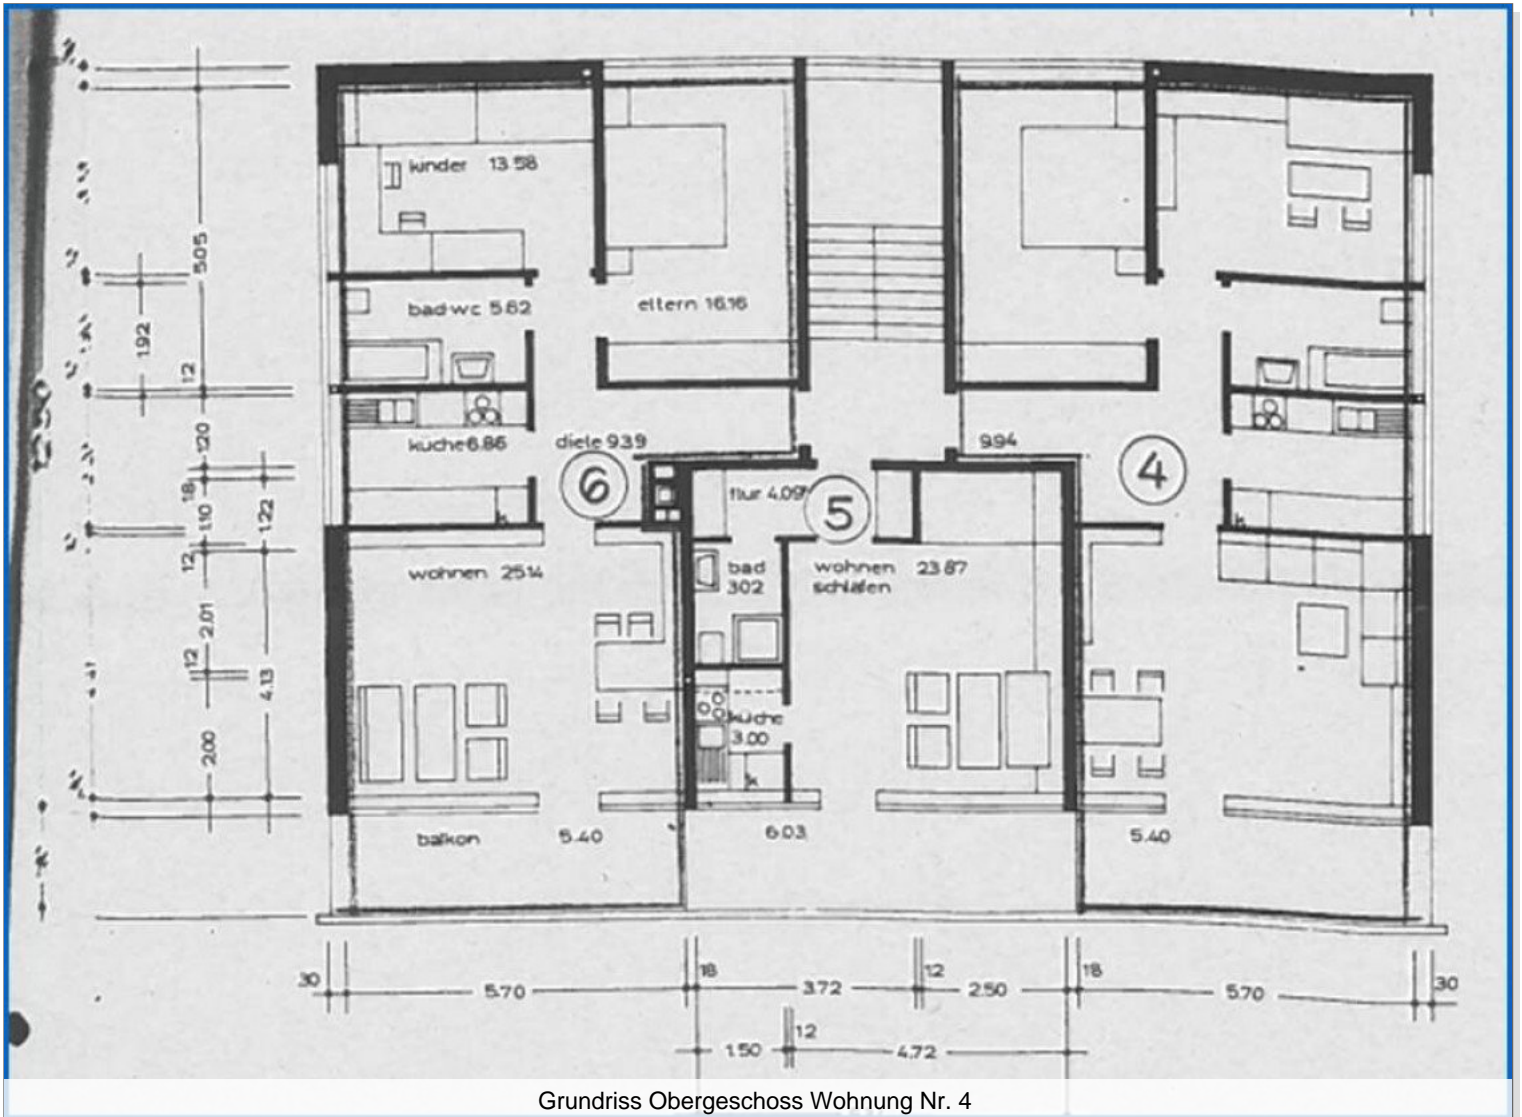 kinder 13.58
bad-wc 5.62
eltern 16.16
küche 6.86
diele 9.39
9.94
6
5
4
flur 4.09
wohnen 25.14
bad
3.02
wohnen 23.87
schlafen
küche
3.00
k
k
k
balkon 5.40
6.03
5.40
5.05
1.92
12
1.20
18
1.10
1.22
12
2.01
12
4.13
2.00
30
5.70
18
3.72
12
2.50
18
5.70
30
1.50
12
4.72
Grundriss Obergeschoss Wohnung Nr. 4